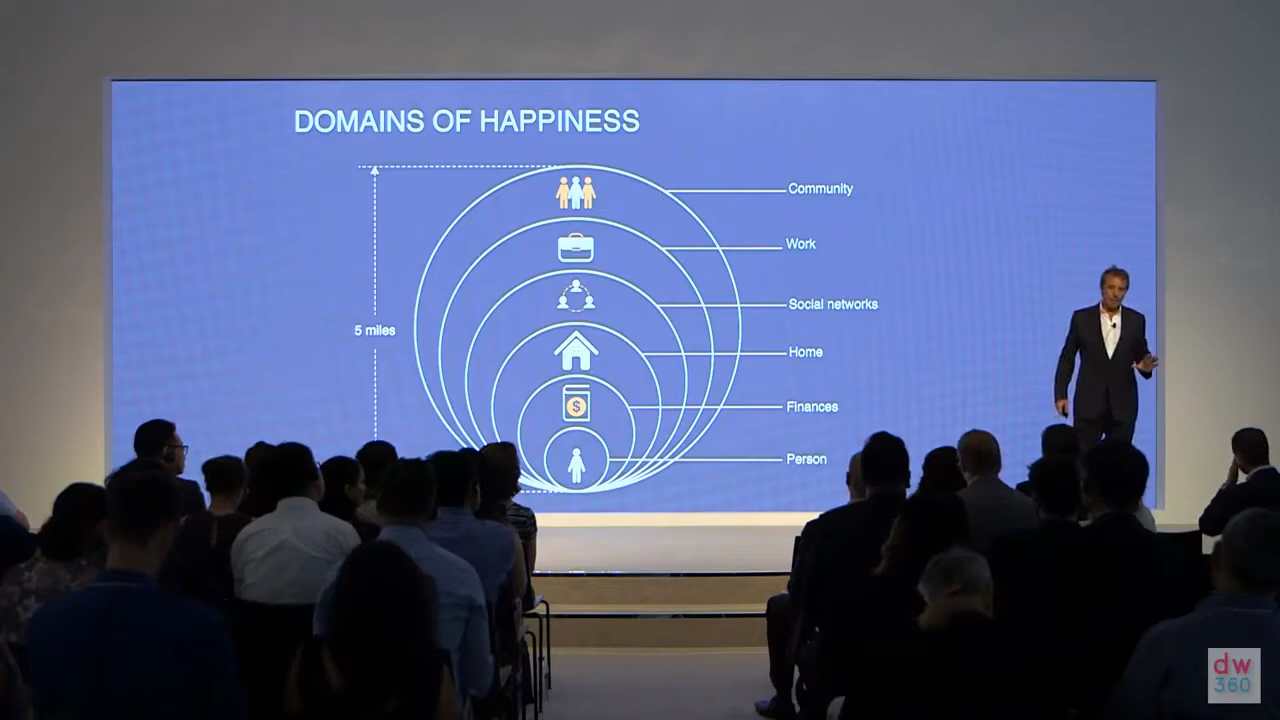 DOMAINS OF HAPPINESS
Community
Work
Social networks
5 miles
Home
$
Finances
Person
dw
360